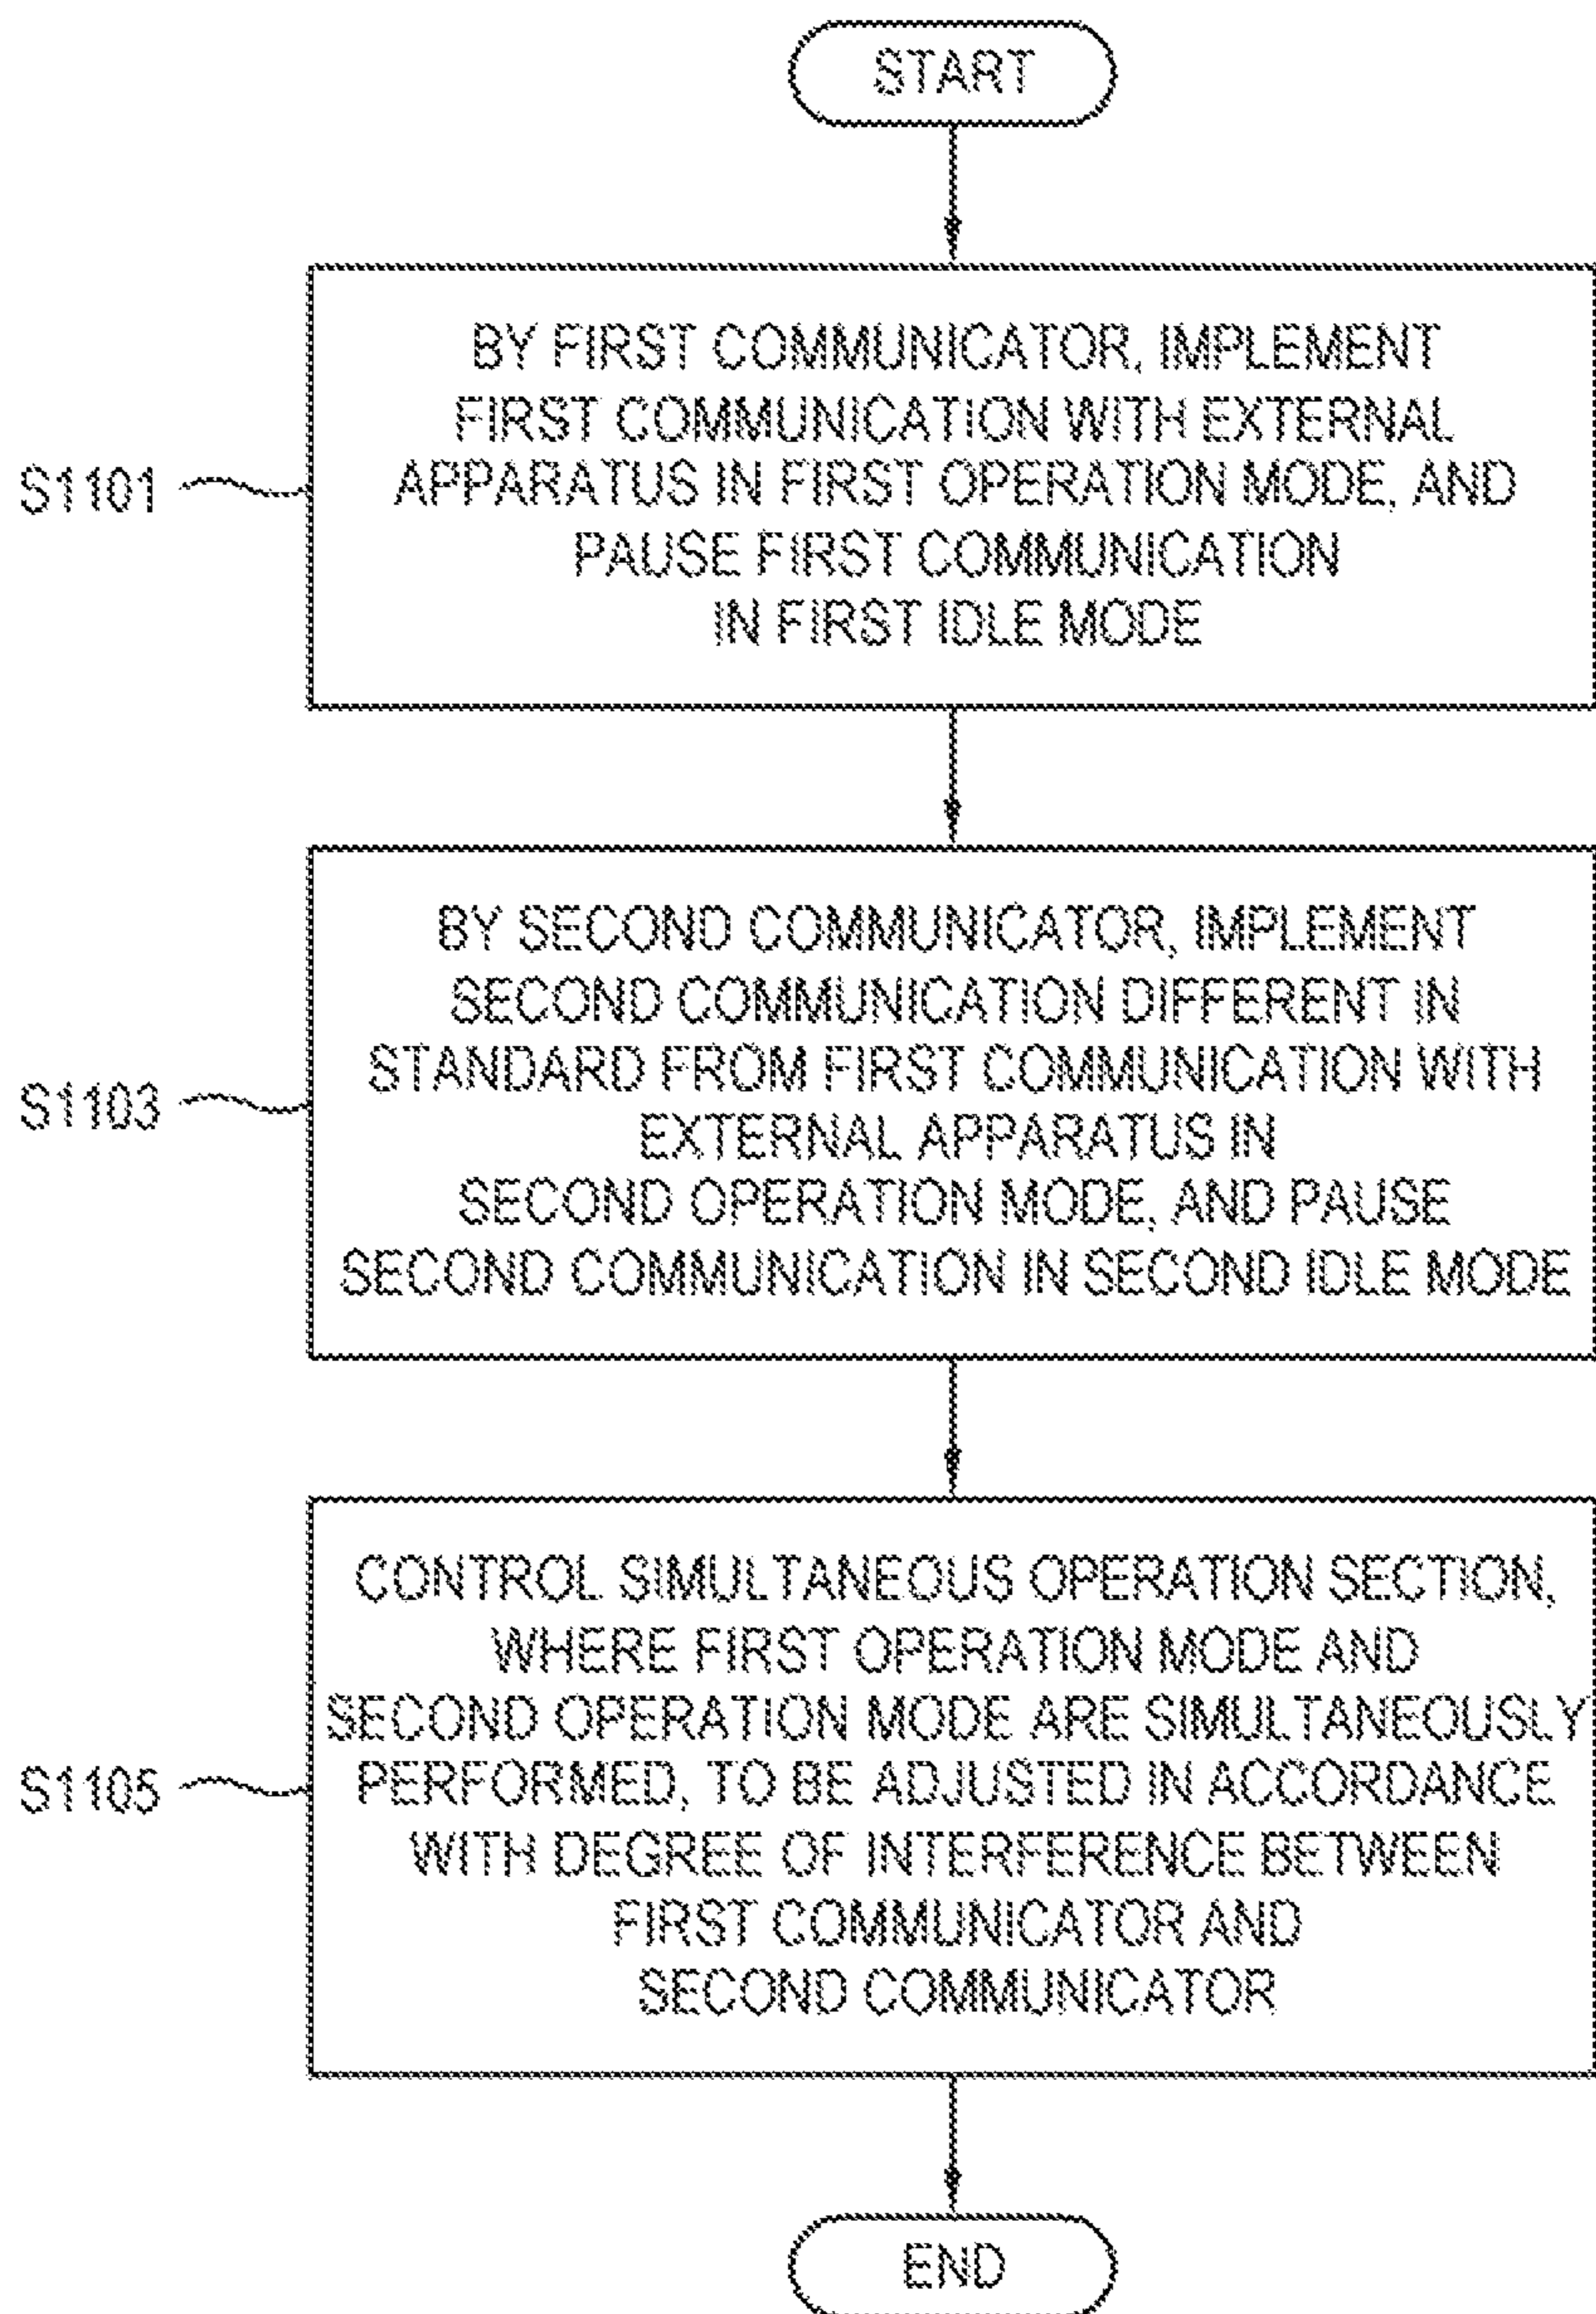 START
BY FIRST COMMUNICATOR, IMPLEMENT
FIRST COMMUNICATION WITH EXTERNAL
APPARATUS IN FIRST OPERATION MODE, AND
PAUSE FIRST COMMUNICATION
IN FIRST IDLE MODE
S1101
BY SECOND COMMUNICATOR, IMPLEMENT
SECOND COMMUNICATION DIFFERENT IN
STANDARD FROM FIRST COMMUNICATION WITH
EXTERNAL APPARATUS IN
SECOND OPERATION MODE, AND PAUSE
SECOND COMMUNICATION IN SECOND IDLE MODE
S1103
CONTROL SIMULTANEOUS OPERATION SECTION,
WHERE FIRST OPERATION MODE AND
SECOND OPERATION MODE ARE SIMULTANEOUSLY
PERFORMED, TO BE ADJUSTED IN ACCORDANCE
WITH DEGREE OF INTERFERENCE BETWEEN
FIRST COMMUNICATOR AND
SECOND COMMUNICATOR
S1105
END